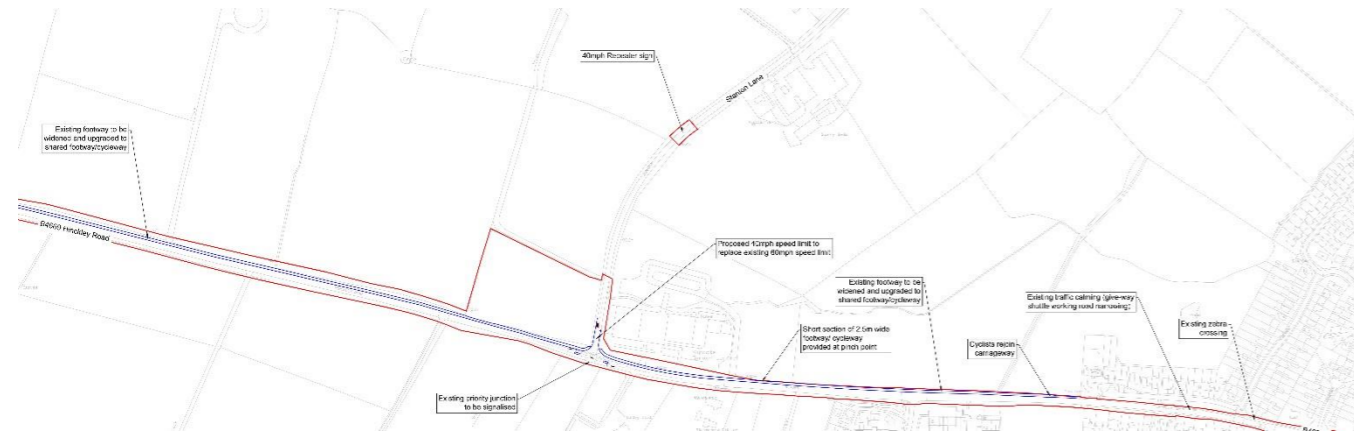 40mph Repeater sign
Stanton Lane
Existing footway to be
widened and upgraded to
shared footway/cycleway
B4669 Hinckley Road
Proposed 40mph speed limit to
replace existing 60mph speed limit
Existing footway to be
widened and upgraded to
shared footway/cycleway
Existing traffic calming (give-way
shuttle working road narrowing)
Existing zebra
crossing
Short section of 2.5m wide
footway/ cycleway
provided at pinch point
Cyclists rejoin
carriageway
Existing priority junction
to be signalised